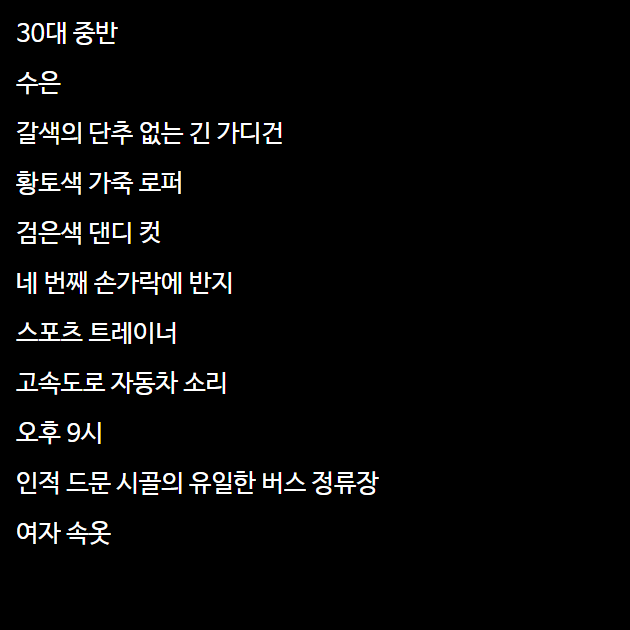 30대 중반
수은
갈색의 단추 없는 긴 가디건
황토색 가죽 로퍼
검은색 댄디 컷
네 번째 손가락에 반지
스포츠 트레이너
고속도로 자동차 소리
오후 9시
인적 드문 시골의 유일한 버스 정류장
여자 속옷